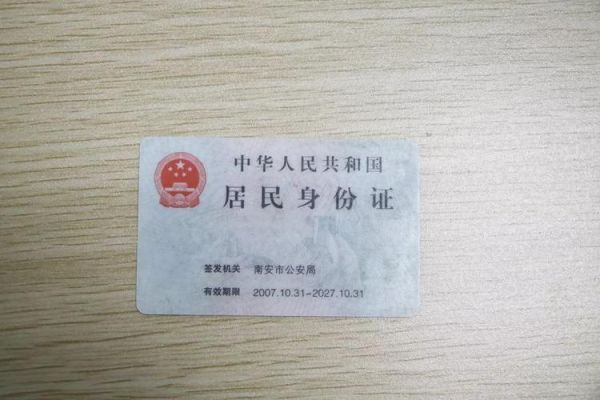 中华人民共和国
居民身份证
签发机关 南安市公安局
有效期限 2007.10.31-2027.10.31